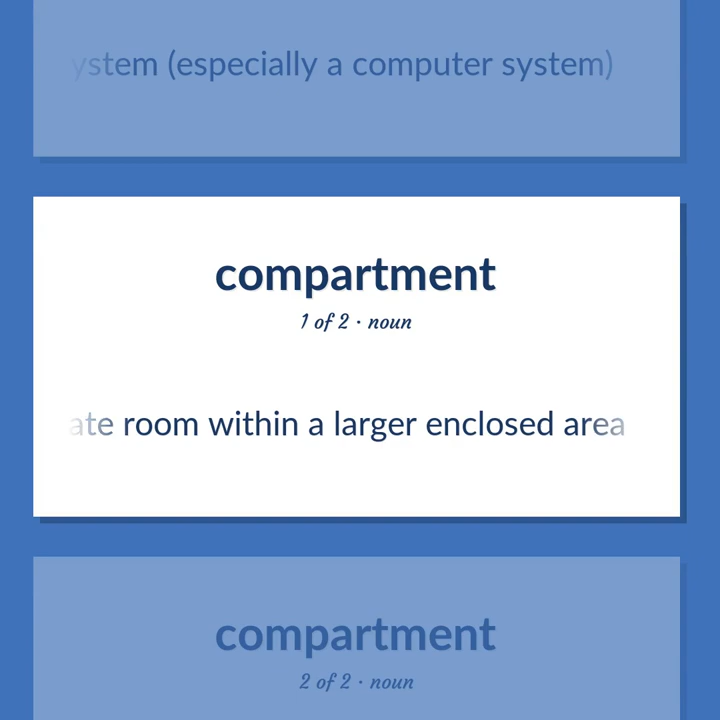 ystem (especially a computer system)
compartment
1 of 2 · noun
ate room within a larger enclosed area
compartment
2 of 2 · noun